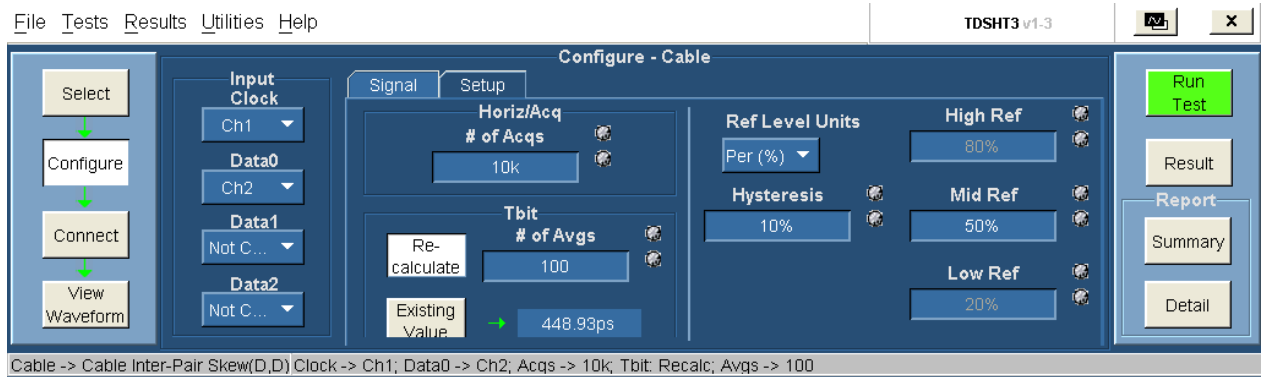 File Tests Results Utilities Help
TDSHT3 v1-3
x
Configure - Cable
Select
Configure
Connect
View
Waveform
Input
Clock
Ch1
Data0
Ch2
Data1
Not C...
Data2
Not C...
Signal
Setup
Horiz/Acq
# of Acqs
10k
Tbit
Re-
calculate
# of Avgs
100
Existing
Value
448.93ps
Ref Level Units
Per (%)
Hysteresis
10%
High Ref
80%
Mid Ref
50%
Low Ref
20%
Run
Test
Result
Report
Summary
Detail
Cable -> Cable Inter-Pair Skew(D,D) Clock -> Ch1; Data0 -> Ch2; Acqs -> 10k; Tbit: Recalc; Avgs -> 100